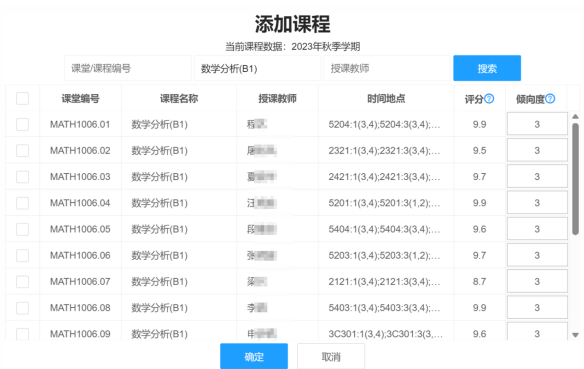 添加课程
当前课程数据：2023年秋季学期
课堂/课程编号 数学分析(B1) 授课教师 搜索
课堂编号 课程名称 授课教师 时间地点 评分? 倾向度?
MATH1006.01 数学分析(B1) 程 5204:1(3,4);5204:3(3,4);... 9.9 3
MATH1006.02 数学分析(B1) 2321:1(3,4);2321:3(3,4);... 9.5 3
MATH1006.03 数学分析(B1) 夏 2421:1(3,4);2421:3(3,4);... 9.7 3
MATH1006.04 数学分析(B1) 汪 5201:1(3,4);5201:3(1,2);... 9.9 3
MATH1006.05 数学分析(B1) 段 5404:1(3,4);5404:3(3,4);... 9.6 3
MATH1006.06 数学分析(B1) 张 5203:1(3,4);5203:3(1,2);... 9.7 3
MATH1006.07 数学分析(B1) 梁 2121:1(3,4);2121:3(3,4);... 8.7 3
MATH1006.08 数学分析(B1) 李 5403:1(3,4);5403:3(3,4);... 9.9 3
MATH1006.09 数学分析(B1) 申 3C301:1(3,4);3C301:3(3,... 9.6 3
确定 取消